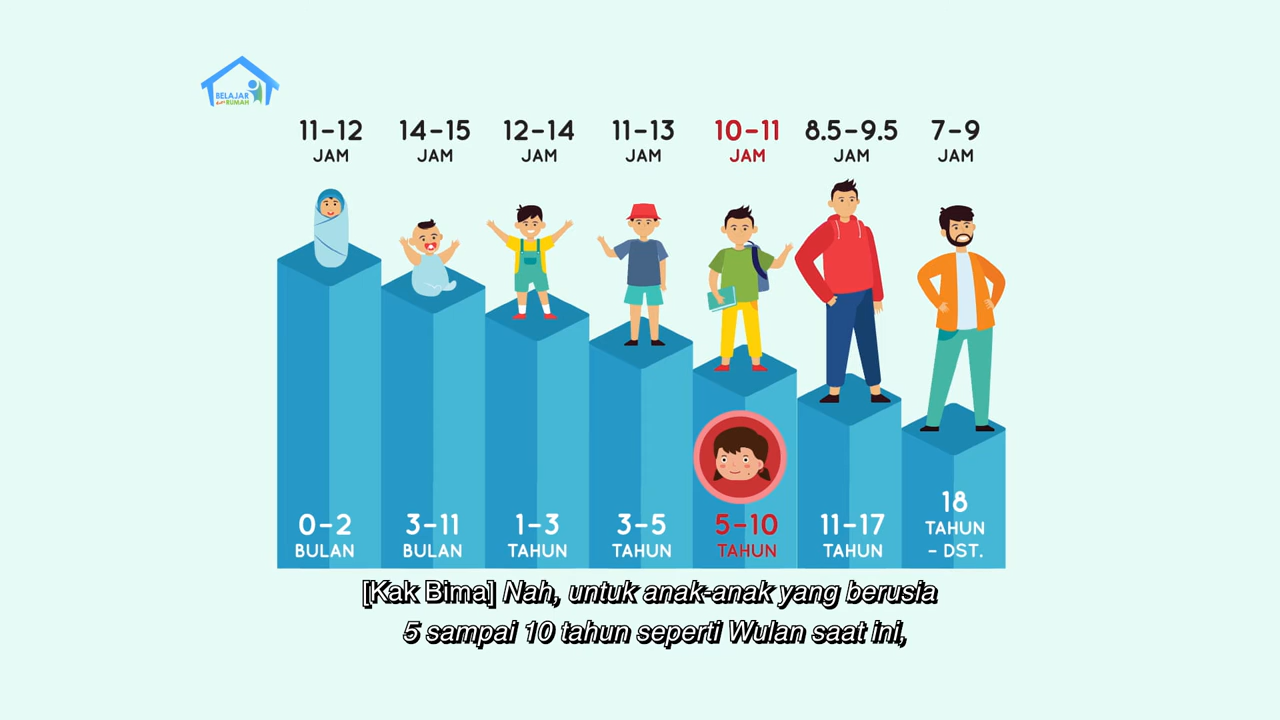 BELAJAR
dari RUMAH
11-12
JAM
14-15
JAM
12-14
JAM
11-13
JAM
10-11
JAM
8.5-9.5
JAM
7-9
JAM
0-2
BULAN
3-11
BULAN
1-3
TAHUN
3-5
TAHUN
5-10
TAHUN
11-17
TAHUN
18
TAHUN
- DST.
[Kak Bima] Nah, untuk anak-anak yang berusia
5 sampai 10 tahun seperti Wulan saat ini,